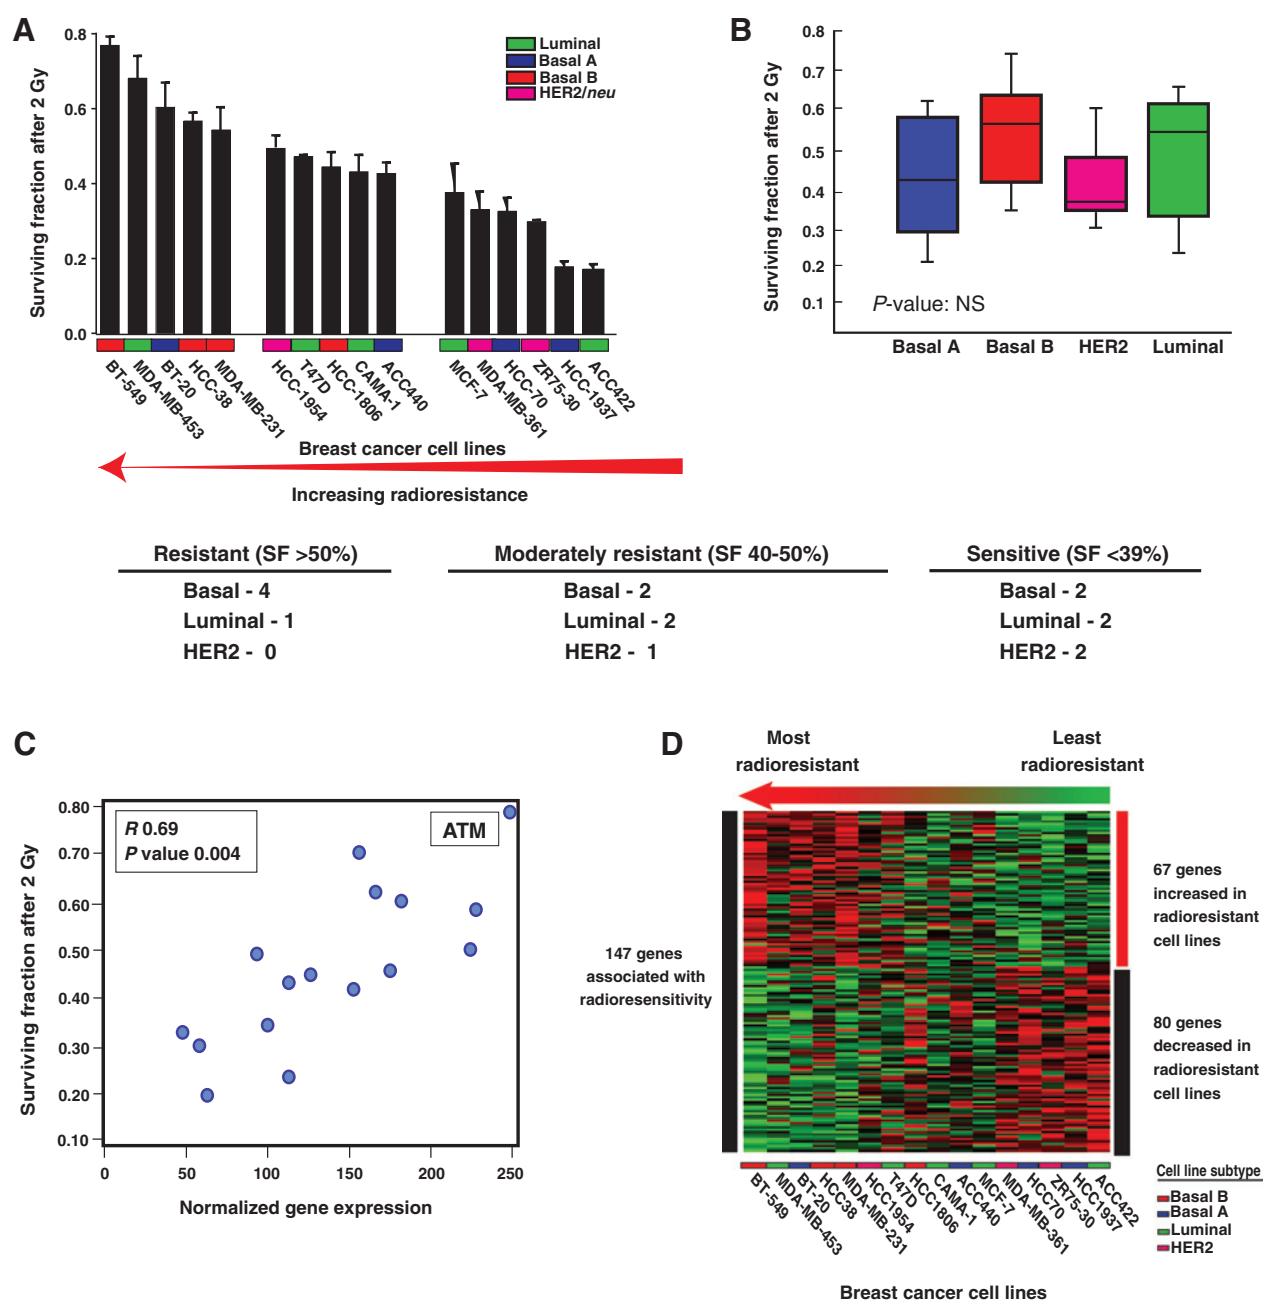 A
Surviving fraction after 2 Gy
0.8
0.6
0.4
0.2
0.0
Luminal
Basal A
Basal B
HER2/neu
BT-549
MDA-MB-453
BT-20
HCC-38
MDA-MB-231
HCC-1954
T47D
HCC-1806
CAMA-1
ACC440
MCF-7
MDA-MB-361
HCC-70
ZR75-30
HCC-1937
ACC422
Breast cancer cell lines
Increasing radioresistance
B
Surviving fraction after 2 Gy
0.8
0.7
0.6
0.5
0.4
0.3
0.2
0.1
P-value: NS
Basal A
Basal B
HER2
Luminal
Resistant (SF >50%)
Basal - 4
Luminal - 1
HER2 - 0
Moderately resistant (SF 40-50%)
Basal - 2
Luminal - 2
HER2 - 1
Sensitive (SF <39%)
Basal - 2
Luminal - 2
HER2 - 2
C
Surviving fraction after 2 Gy
0.80
0.70
0.60
0.50
0.40
0.30
0.20
0.10
R 0.69
P value 0.004
ATM
0
50
100
150
200
250
Normalized gene expression
D
Most
radioresistant
Least
radioresistant
147 genes
associated with
radioresensitivity
67 genes
increased in
radioresistant
cell lines
80 genes
decreased in
radioresistant
cell lines
BT-549
MDA-MB-453
BT-20
HCC38
MDA-MB-231
HCC1954
T47D
HCC1806
CAMA-1
ACC440
MCF-7
MDA-MB-361
HCC70
ZR75-30
HCC1937
ACC422
Cell line subtype
Basal B
Basal A
Luminal
HER2
Breast cancer cell lines